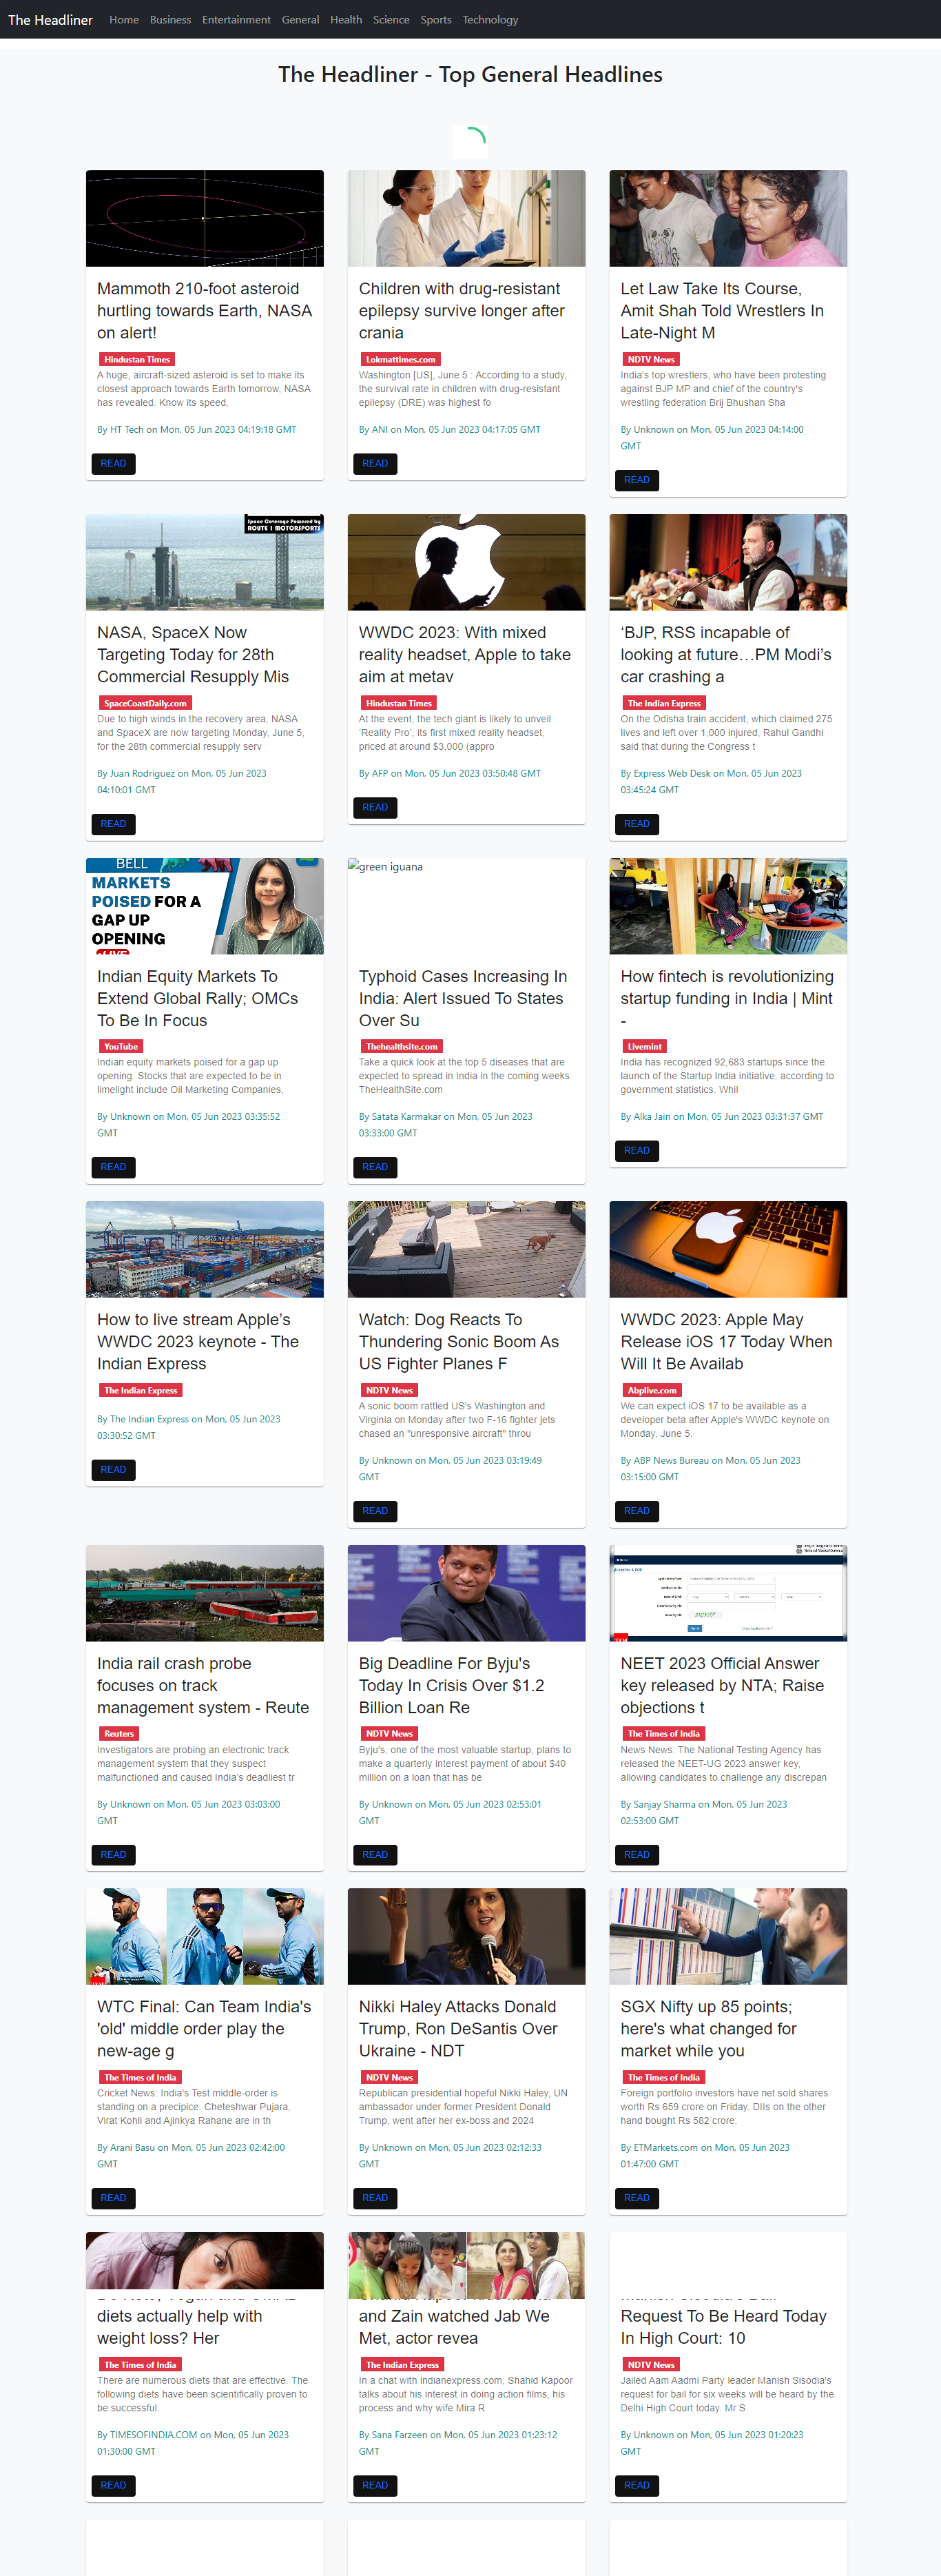 The Headliner Home Business Entertainment General Health Science Sports Technology
The Headliner - Top General Headlines
Mammoth 210-foot asteroid
hurtling towards Earth, NASA
on alert!
Hindustan Times
A huge, aircraft-sized asteroid is set to make its
closest approach towards Earth tomorrow, NASA
has revealed. Know its speed,
By HT Tech on Mon, 05 Jun 2023 04:19:18 GMT
READ
Children with drug-resistant
epilepsy survive longer after
crania
Lokmattimes.com
Washington [US], June 5 : According to a study,
the survival rate in children with drug-resistant
epilepsy (DRE) was highest fo
By ANI on Mon, 05 Jun 2023 04:17:05 GMT
READ
Let Law Take Its Course,
Amit Shah Told Wrestlers In
Late-Night M
NDTV News
India's top wrestlers, who have been protesting
against BJP MP and chief of the country's
wrestling federation Brij Bhushan Sha
By Unknown on Mon, 05 Jun 2023 04:14:00
GMT
READ
Space Coverage Powered by
ROUTE 1 MOTORSPORTS
NASA, SpaceX Now
Targeting Today for 28th
Commercial Resupply Mis
SpaceCoastDaily.com
Due to high winds in the recovery area, NASA
and SpaceX are now targeting Monday, June 5,
for the 28th commercial resupply serv
By Juan Rodriguez on Mon, 05 Jun 2023
04:10:01 GMT
READ
WWDC 2023: With mixed
reality headset, Apple to take
aim at metav
Hindustan Times
At the event, the tech giant is likely to unveil
‘Reality Pro’, its first mixed reality headset,
priced at around $3,000 (appro
By AFP on Mon, 05 Jun 2023 03:50:48 GMT
READ
‘BJP, RSS incapable of
looking at future…PM Modi’s
car crashing a
The Indian Express
On the Odisha train accident, which claimed 275
lives and left over 1,000 injured, Rahul Gandhi
said that during the Congress t
By Express Web Desk on Mon, 05 Jun 2023
03:45:24 GMT
READ
BELL
MARKETS
POISED FOR A
GAP UP
OPENING
LIVE
Indian Equity Markets To
Extend Global Rally; OMCs
To Be In Focus
YouTube
Indian equity markets poised for a gap up
opening. Stocks that are expected to be in
limelight include Oil Marketing Companies,
By Unknown on Mon, 05 Jun 2023 03:35:52
GMT
READ
green iguana
Typhoid Cases Increasing In
India: Alert Issued To States
Over Su
Thehealthsite.com
Take a quick look at the top 5 diseases that are
expected to spread in India in the coming weeks.
TheHealthSite.com
By Satata Karmakar on Mon, 05 Jun 2023
03:33:00 GMT
READ
How fintech is revolutionizing
startup funding in India | Mint
-
Livemint
India has recognized 92,683 startups since the
launch of the Startup India initiative, according to
government statistics. Whil
By Alka Jain on Mon, 05 Jun 2023 03:31:37 GMT
READ
How to live stream Apple’s
WWDC 2023 keynote - The
Indian Express
The Indian Express
By The Indian Express on Mon, 05 Jun 2023
03:30:52 GMT
READ
Watch: Dog Reacts To
Thundering Sonic Boom As
US Fighter Planes F
NDTV News
A sonic boom rattled US's Washington and
Virginia on Monday after two F-16 fighter jets
chased an "unresponsive aircraft" throu
By Unknown on Mon, 05 Jun 2023 03:19:49
GMT
READ
WWDC 2023: Apple May
Release iOS 17 Today When
Will It Be Availab
Abplive.com
We can expect iOS 17 to be available as a
developer beta after Apple's WWDC keynote on
Monday, June 5.
By ABP News Bureau on Mon, 05 Jun 2023
03:15:00 GMT
READ
India rail crash probe
focuses on track
management system - Reute
Reuters
Investigators are probing an electronic track
management system that they suspect
malfunctioned and caused India's deadliest tr
By Unknown on Mon, 05 Jun 2023 03:03:00
GMT
READ
Big Deadline For Byju's
Today In Crisis Over $1.2
Billion Loan Re
NDTV News
Byju's, one of the most valuable startup, plans to
make a quarterly interest payment of about $40
million on a loan that has be
By Unknown on Mon, 05 Jun 2023 02:53:01
GMT
READ
NEET 2023 Official Answer
key released by NTA; Raise
objections t
The Times of India
News News: The National Testing Agency has
released the NEET-UG 2023 answer key,
allowing candidates to challenge any discrepan
By Sanjay Sharma on Mon, 05 Jun 2023
02:53:00 GMT
READ
WTC Final: Can Team India's
'old' middle order play the
new-age g
The Times of India
Cricket News: India's Test middle-order is
standing on a precipice. Cheteshwar Pujara,
Virat Kohli and Ajinkya Rahane are in th
By Arani Basu on Mon, 05 Jun 2023 02:42:00
GMT
READ
Nikki Haley Attacks Donald
Trump, Ron DeSantis Over
Ukraine - NDT
NDTV News
Republican presidential hopeful Nikki Haley, UN
ambassador under former President Donald
Trump, went after her ex-boss and 2024
By Unknown on Mon, 05 Jun 2023 02:12:33
GMT
READ
SGX Nifty up 85 points;
here's what changed for
market while you
The Times of India
Foreign portfolio investors have net sold shares
worth Rs 659 crore on Friday. DIIs on the other
hand bought Rs 582 crore.
By ETMarkets.com on Mon, 05 Jun 2023
01:47:00 GMT
READ
diets actually help with
weight loss? Her
The Times of India
There are numerous diets that are effective. The
following diets have been scientifically proven to
be successful.
By TIMESOFINDIA.COM on Mon, 05 Jun 2023
01:30:00 GMT
READ
and Zain watched Jab We
Met, actor revea
The Indian Express
In a chat with indianexpress.com, Shahid Kapoor
talks about his interest in doing action films, his
process and why wife Mira R
By Sana Farzeen on Mon, 05 Jun 2023 01:23:12
GMT
READ
Request To Be Heard Today
In High Court: 10
NDTV News
Jailed Aam Aadmi Party leader Manish Sisodia's
request for bail for six weeks will be heard by the
Delhi High Court today. Mr S
By Unknown on Mon, 05 Jun 2023 01:20:23
GMT
READ